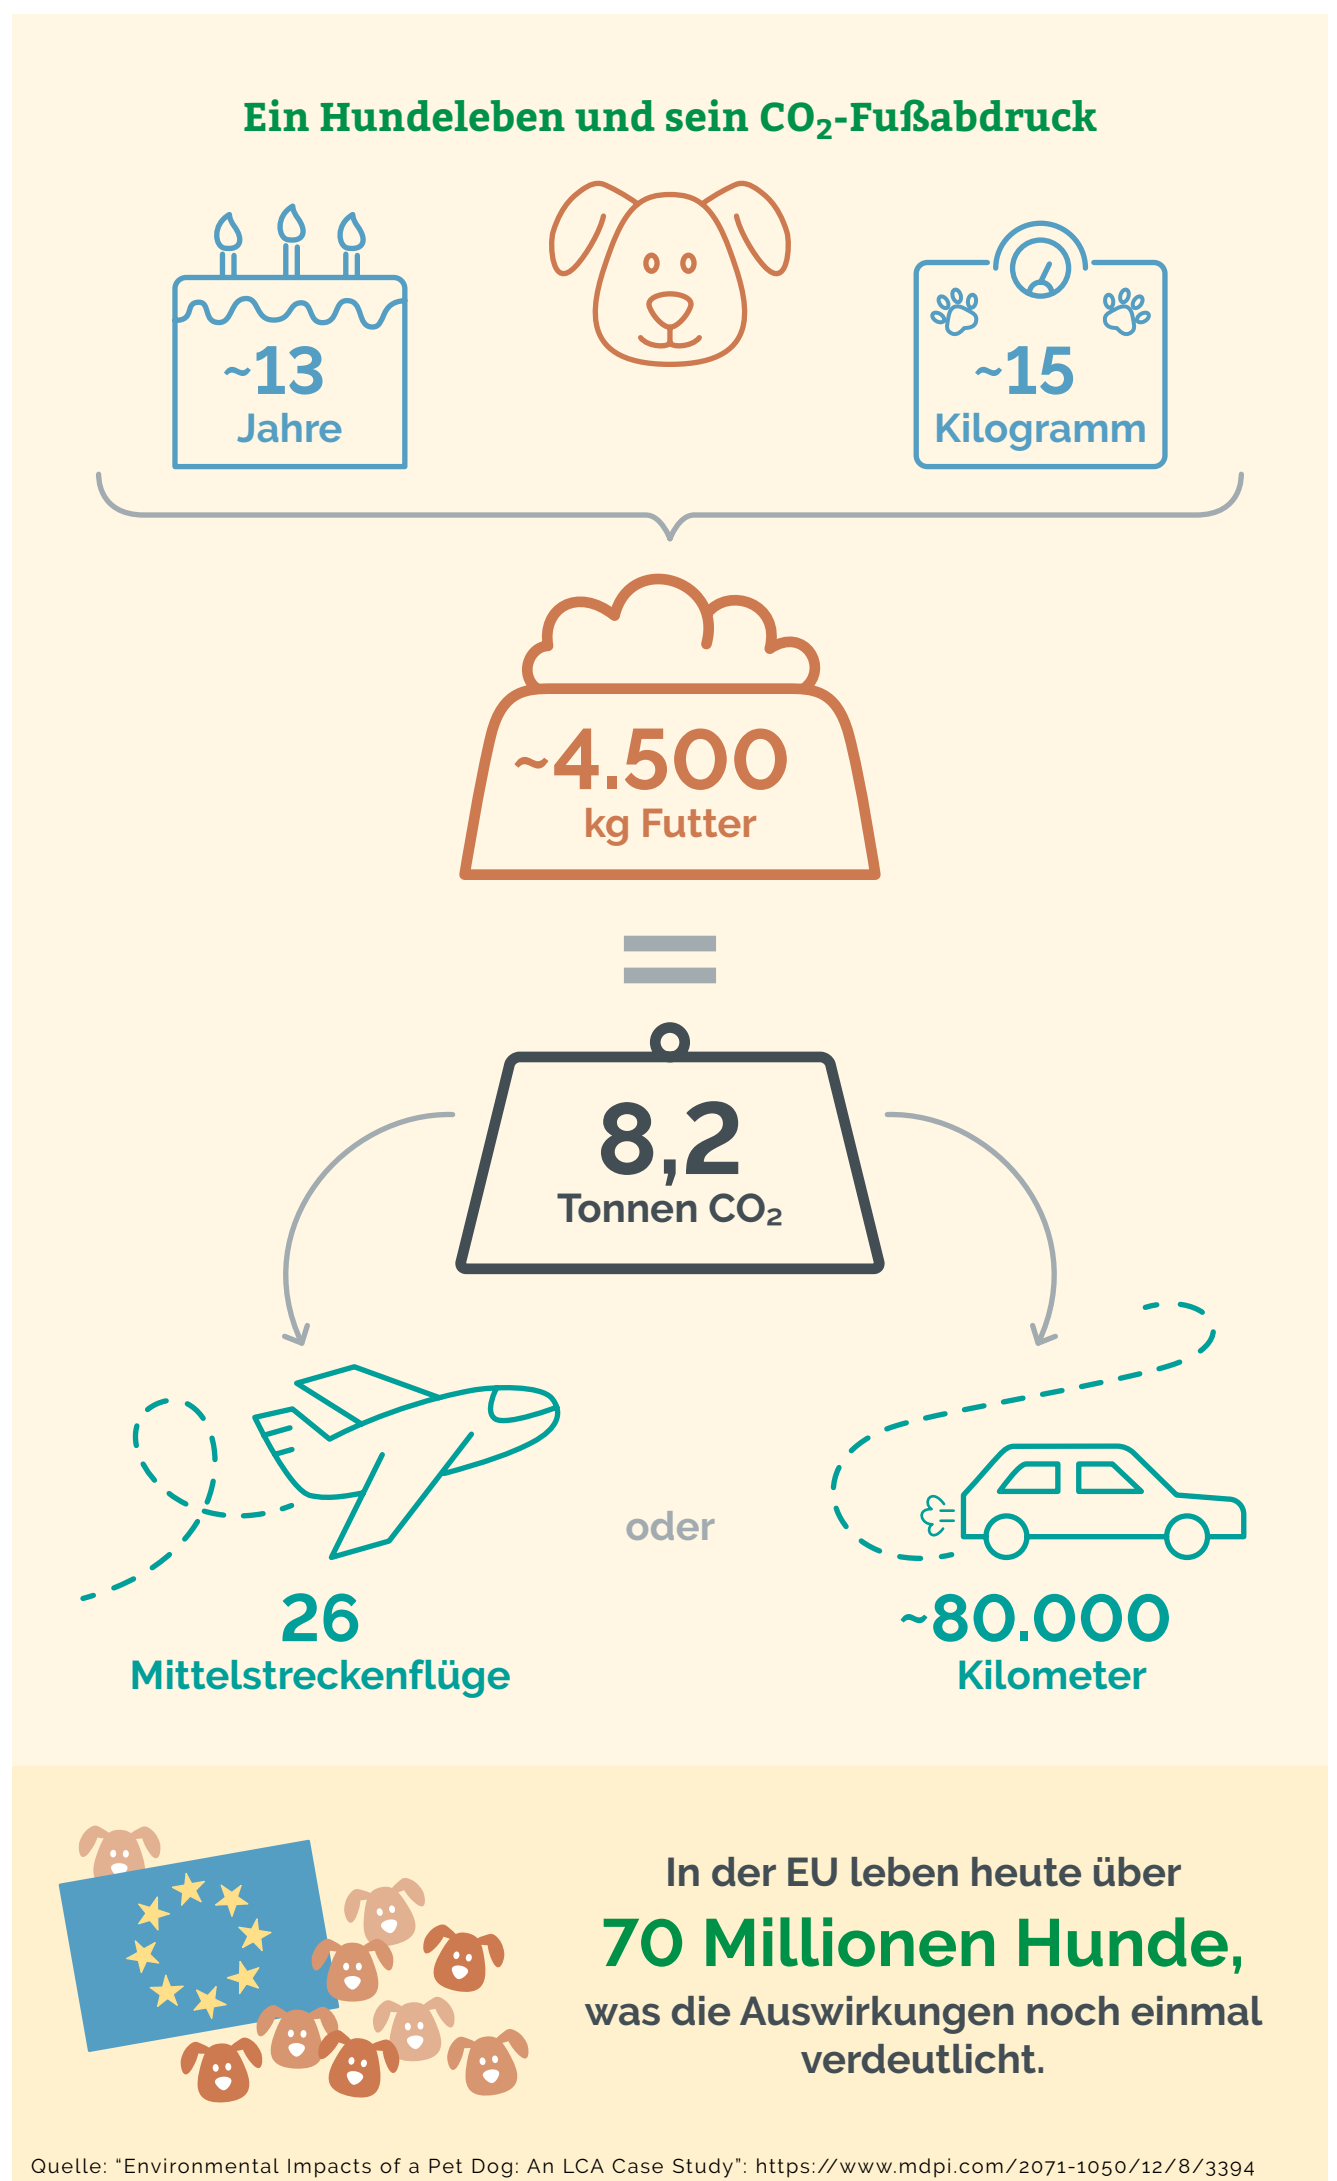 Ein Hundeleben und sein CO₂-Fußabdruck
~13
Jahre
~15
Kilogramm
~4.500
kg Futter
8,2
Tonnen CO₂
oder
26
Mittelstreckenflüge
~80.000
Kilometer
In der EU leben heute über
70 Millionen Hunde,
was die Auswirkungen noch einmal
verdeutlicht.
Quelle: “Environmental Impacts of a Pet Dog: An LCA Case Study”: https://www.mdpi.com/2071-1050/12/8/3394